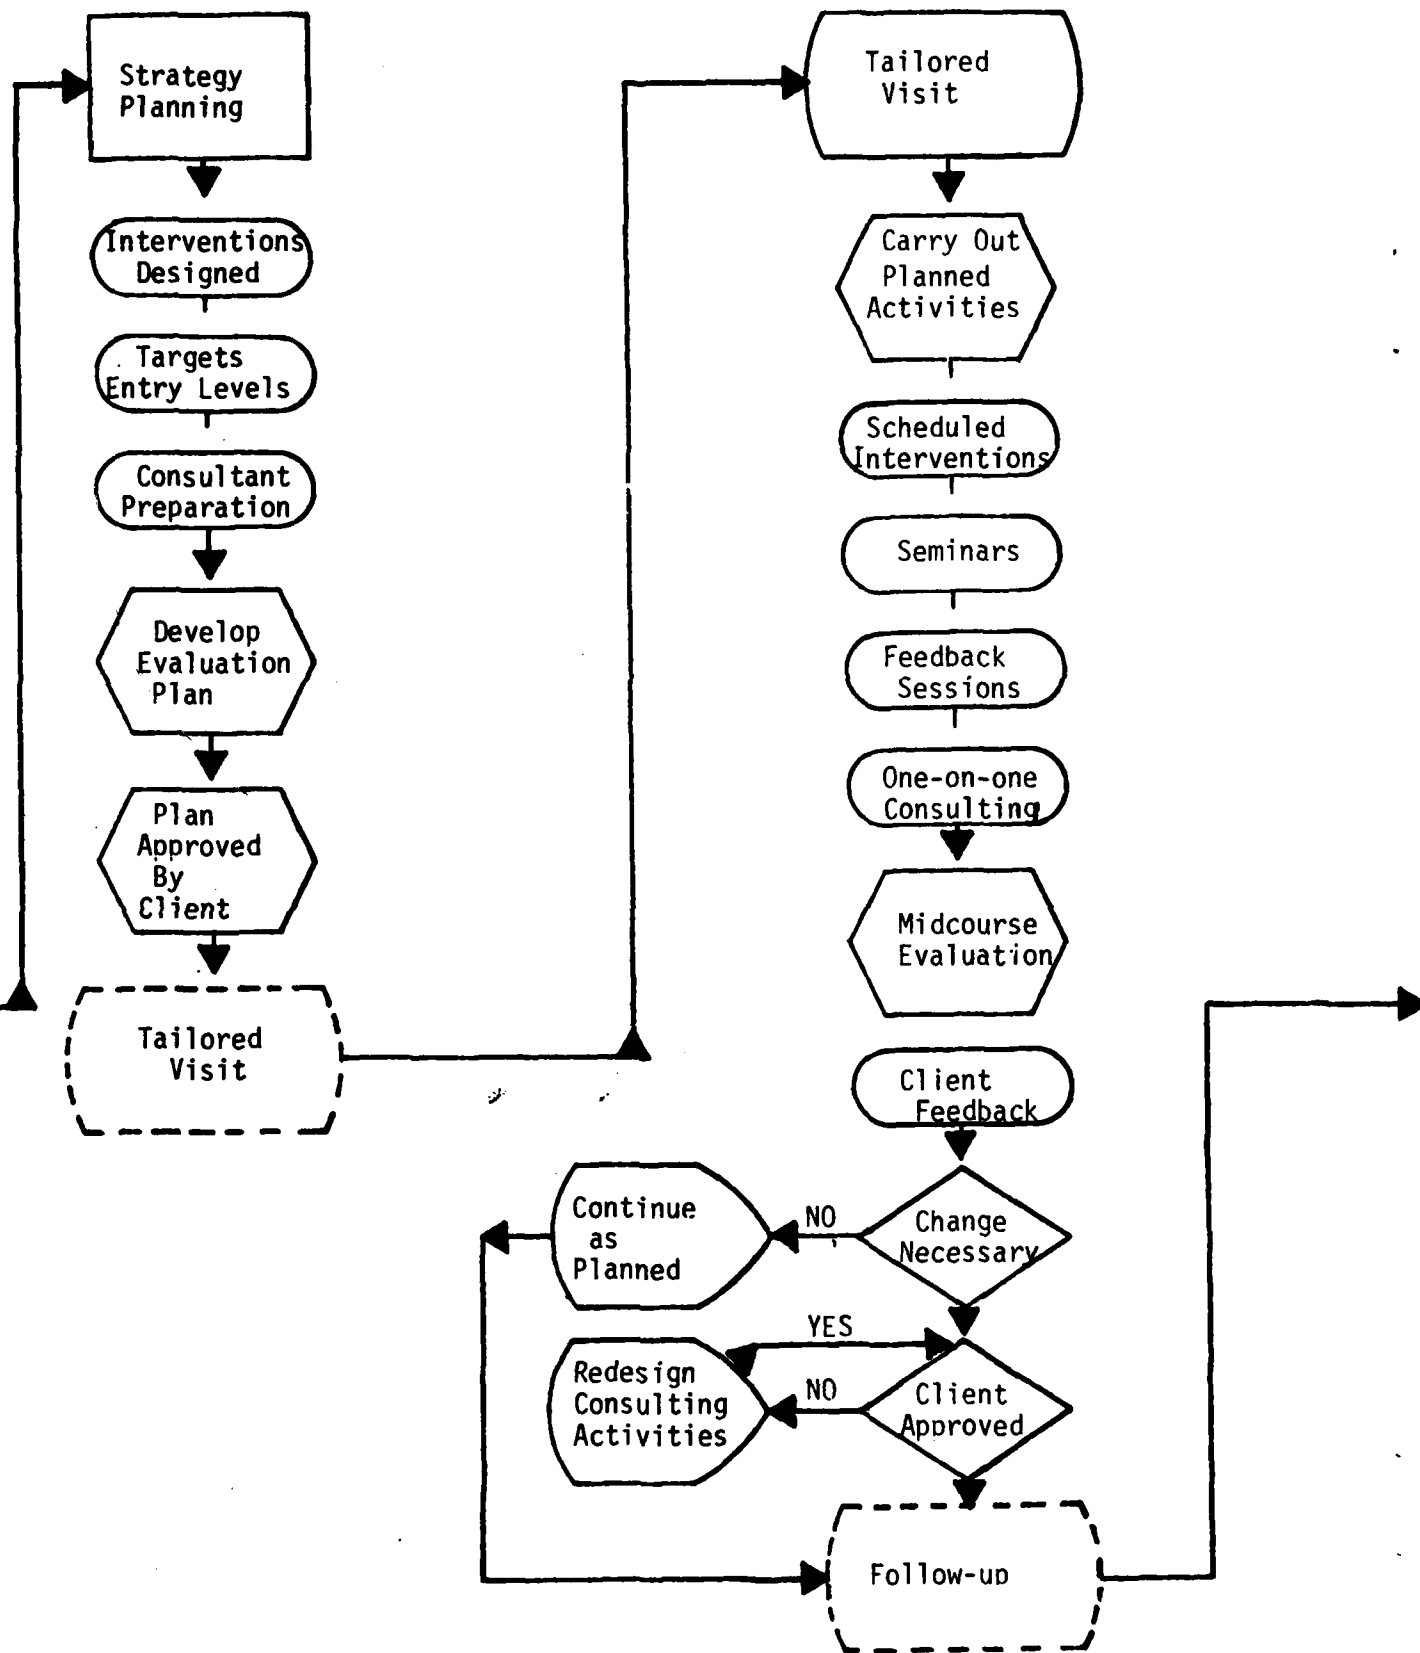 Strategy
Planning
Interventions
Designed
Targets
Entry Levels
Consultant
Preparation
Develop
Evaluation
Plan
Plan
Approved
By
Client
Tailored
Visit
Tailored
Visit
Carry Out
Planned
Activities
Scheduled
Interventions
Seminars
Feedback
Sessions
One-on-one
Consulting
Midcourse
Evaluation
Client
Feedback
Change
Necessary
NO
Continue
as
Planned
YES
Redesign
Consulting
Activities
NO
Client
Approved
Follow-up